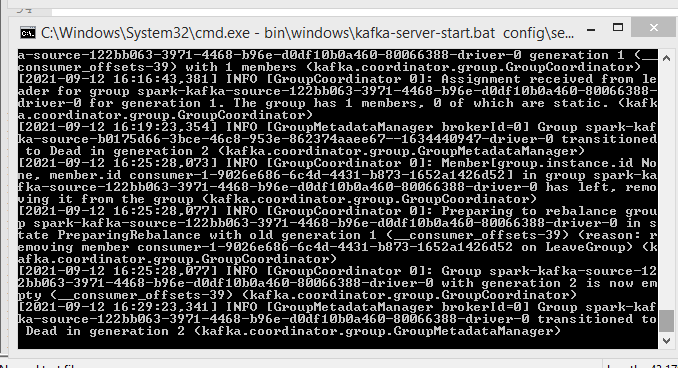 C:\Windows\System32\cmd.exe - bin\windows\kafka-server-start.bat config\se...
a-source-122bb063-3971-4468-b96e-d0df10b0a460-80066388-driver-0 generation 1 (__
consumer_offsets-39) with 1 members (kafka.coordinator.group.GroupCoordinator)
[2021-09-12 16:16:43,381] INFO [GroupCoordinator 0]: Assignment received from le
ader for group spark-kafka-source-122bb063-3971-4468-b96e-d0df10b0a460-80066388-
driver-0 for generation 1. The group has 1 members, 0 of which are static. (kafk
a.coordinator.group.GroupCoordinator)
[2021-09-12 16:19:23,354] INFO [GroupMetadataManager brokerId=0] Group spark-kaf
ka-source-b0175d66-3bce-46c8-953e-862374aaee67--1634440947-driver-0 transitioned
 to Dead in generation 2 (kafka.coordinator.group.GroupMetadataManager)
[2021-09-12 16:25:28,073] INFO [GroupCoordinator 0]: Member[group.instance.id No
ne, member.id consumer-1-9026e686-6c4d-4431-b873-1652a1426d52] in group spark-ka
fka-source-122bb063-3971-4468-b96e-d0df10b0a460-80066388-driver-0 has left, remo
ving it from the group (kafka.coordinator.group.GroupCoordinator)
[2021-09-12 16:25:28,077] INFO [GroupCoordinator 0]: Preparing to rebalance grou
p spark-kafka-source-122bb063-3971-4468-b96e-d0df10b0a460-80066388-driver-0 in s
tate PreparingRebalance with old generation 1 (__consumer_offsets-39) (reason: r
emoving member consumer-1-9026e686-6c4d-4431-b873-1652a1426d52 on LeaveGroup) (k
afka.coordinator.group.GroupCoordinator)
[2021-09-12 16:25:28,077] INFO [GroupCoordinator 0]: Group spark-kafka-source-12
2bb063-3971-4468-b96e-d0df10b0a460-80066388-driver-0 with generation 2 is now em
pty (__consumer_offsets-39) (kafka.coordinator.group.GroupCoordinator)
[2021-09-12 16:29:23,341] INFO [GroupMetadataManager brokerId=0] Group spark-kaf
ka-source-122bb063-3971-4468-b96e-d0df10b0a460-80066388-driver-0 transitioned to
 Dead in generation 2 (kafka.coordinator.group.GroupMetadataManager)